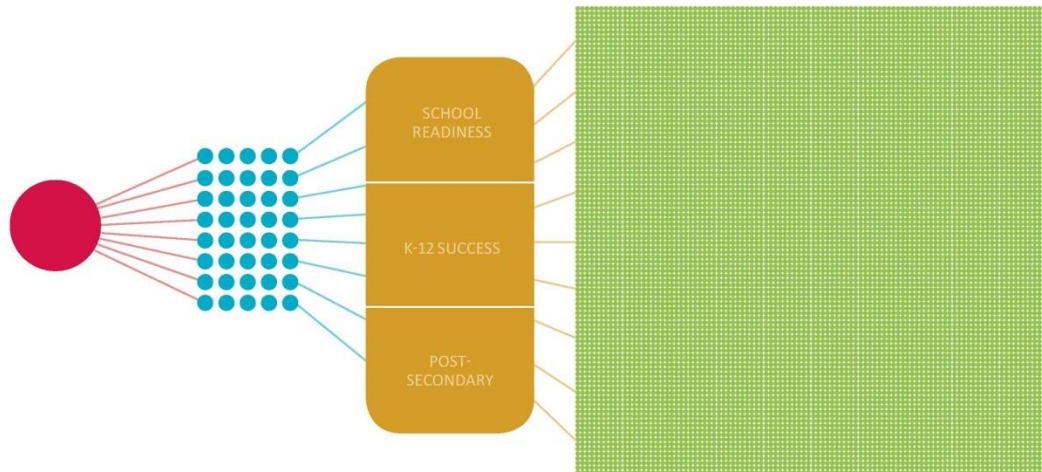 SCHOOL
READINESS
K-12 SUCCESS
POST-
SECONDARY